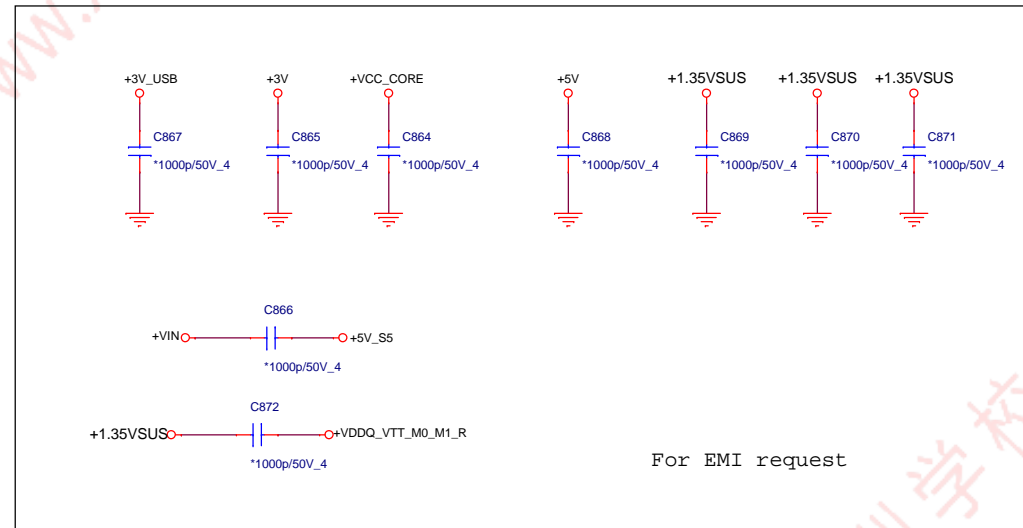 +3V_USB
+3V
+VCC_CORE
+5V
+1.35VSUS
+1.35VSUS
+1.35VSUS
C867
C865
C864
C868
C869
C870
C871
*1000p/50V_4
*1000p/50V_4
*1000p/50V_4
*1000p/50V_4
*1000p/50V_4
*1000p/50V_4
*1000p/50V_4
C866
+VIN
+5V_S5
*1000p/50V_4
C872
+1.35VSUS
+VDDQ_VTT_M0_M1_R
*1000p/50V_4
For EMI request
学校